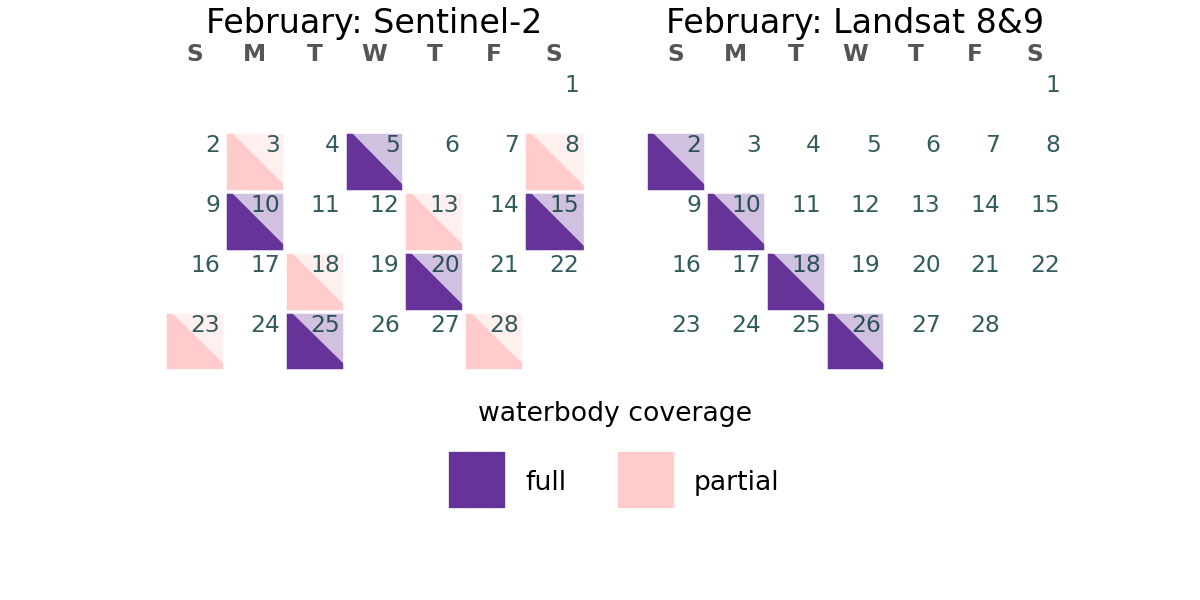 February: Sentinel-2
S M T W T F S
1
2 3 4 5 6 7 8
9 10 11 12 13 14 15
16 17 18 19 20 21 22
23 24 25 26 27 28
February: Landsat 8&9
S M T W T F S
1
2 3 4 5 6 7 8
9 10 11 12 13 14 15
16 17 18 19 20 21 22
23 24 25 26 27 28
waterbody coverage
full partial